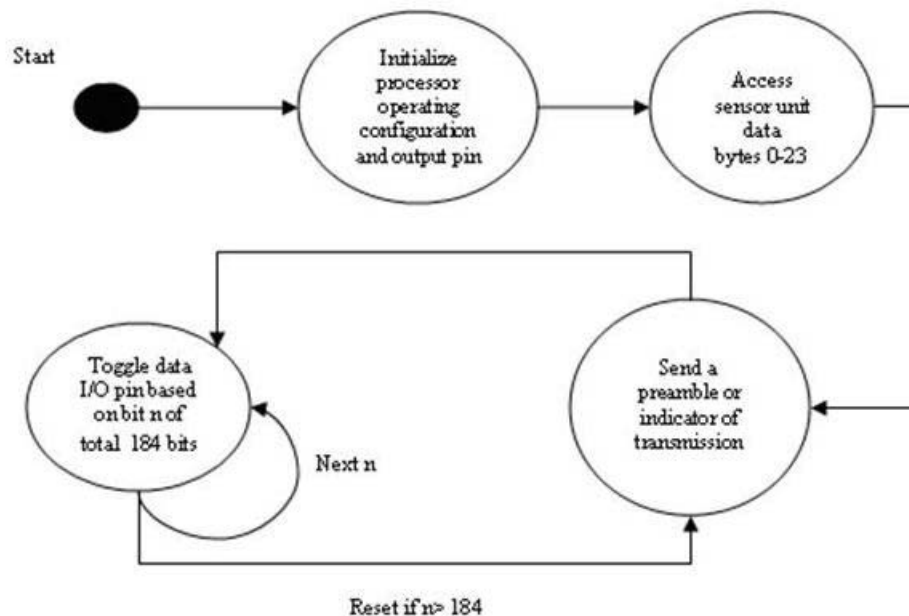 Start
Initialize
processor
operating
configuration
and output pin
Access
sensor unit
data
bytes 0-23
Toggle data
I/O pin based
on bit n of
total 184 bits
Next n
Send a
preamble or
indicator of
transmission
Reset if n> 184